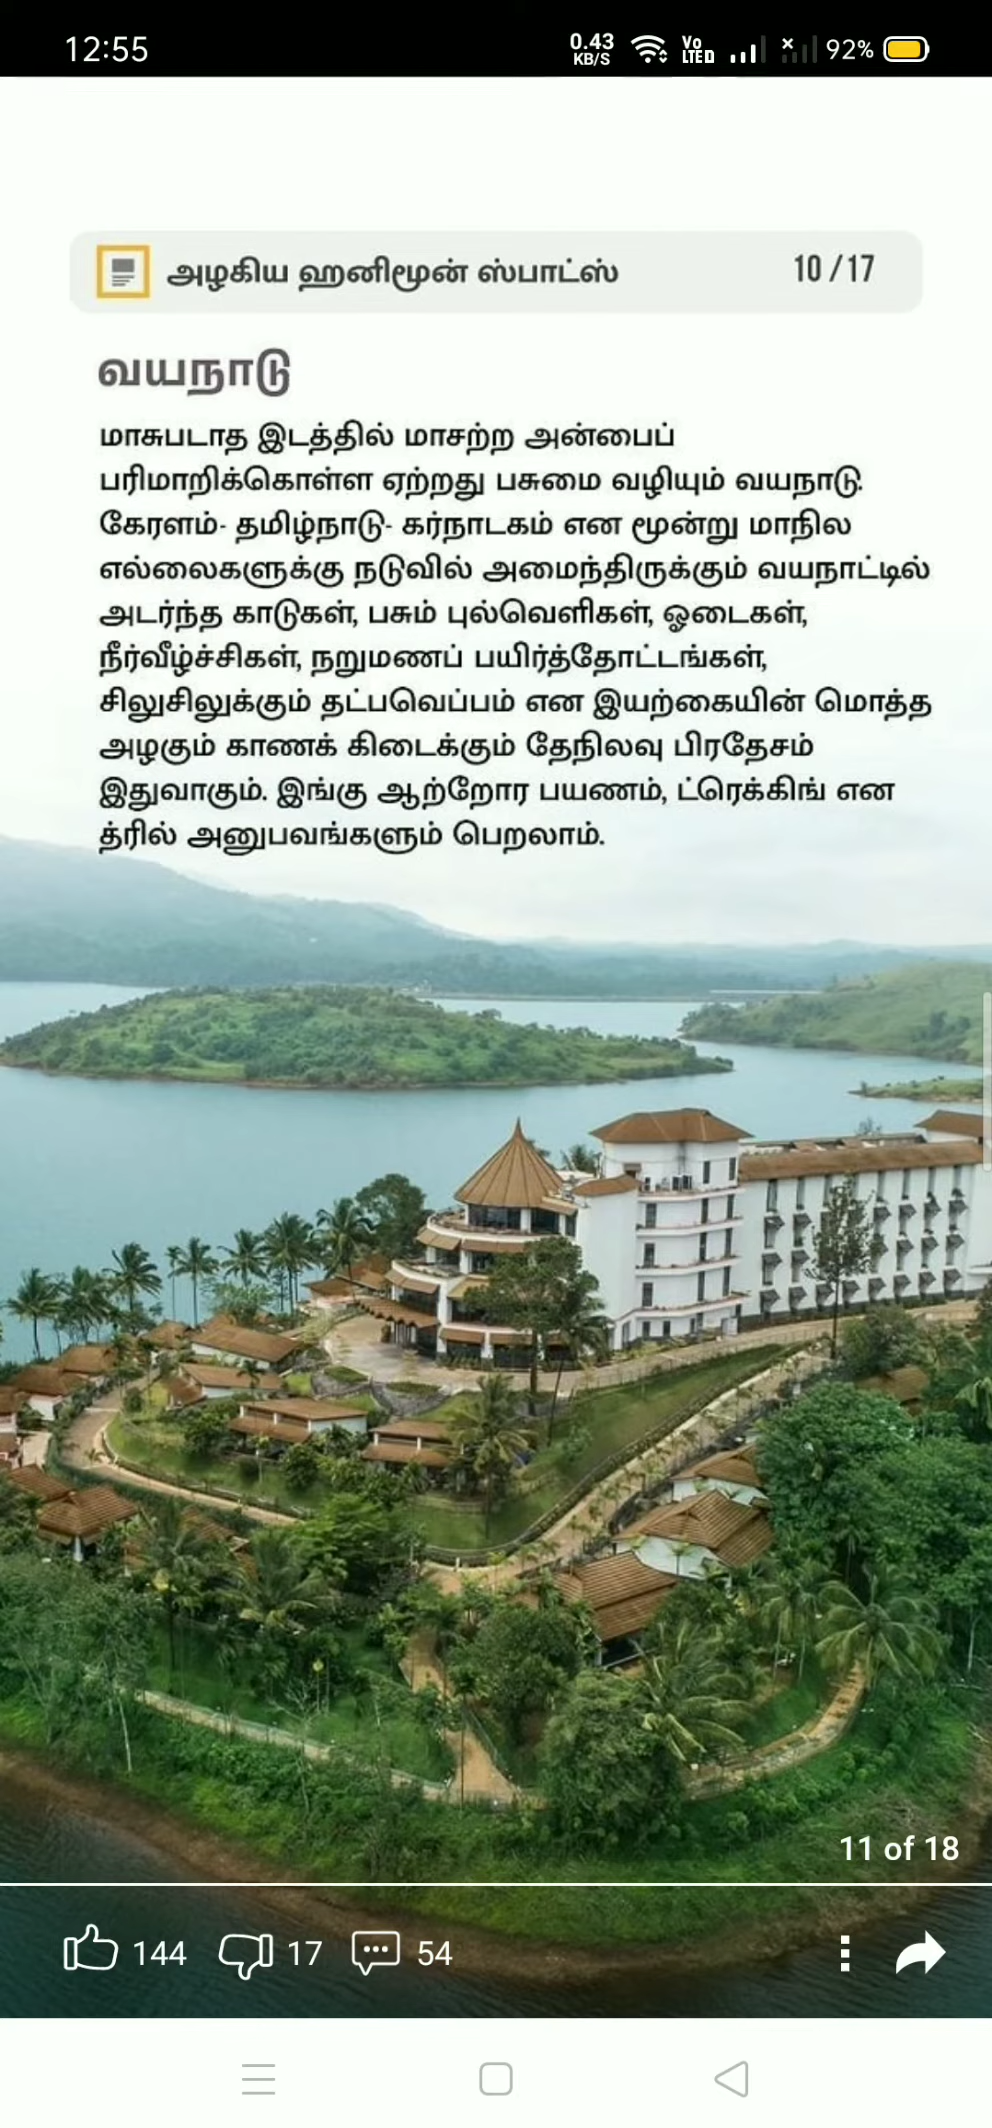 12:55
0.43
KB/S
Vo
LTED
92%
அழகிய ஹனிமூன் ஸ்பாட்ஸ்
10 / 17
வயநாடு
மாசுபடாத இடத்தில் மாசற்ற அன்பைப்
பரிமாறிக்கொள்ள ஏற்றது பசுமை வழியும் வயநாடு.
கேரளம்- தமிழ்நாடு- கர்நாடகம் என மூன்று மாநில
எல்லைகளுக்கு நடுவில் அமைந்திருக்கும் வயநாட்டில்
அடர்ந்த காடுகள், பசும் புல்வெளிகள், ஓடைகள்,
நீர்வீழ்ச்சிகள், நறுமணப் பயிர்த்தோட்டங்கள்,
சிலுசிலுக்கும் தட்பவெப்பம் என இயற்கையின் மொத்த
அழகும் காணக் கிடைக்கும் தேநிலவு பிரதேசம்
இதுவாகும். இங்கு ஆற்றோர பயணம், ட்ரெக்கிங் என
த்ரில் அனுபவங்களும் பெறலாம்.
11 of 18
144
17
54